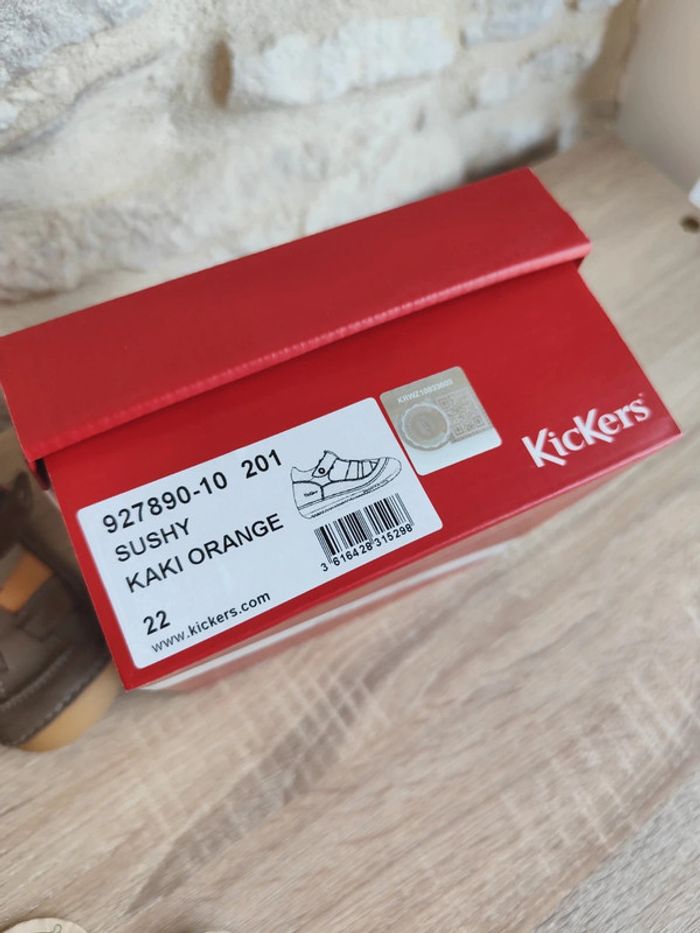 927890-10 201
SUSHY
KAKI ORANGE
22
www.kickers.com
3 616428 315298
KicKers